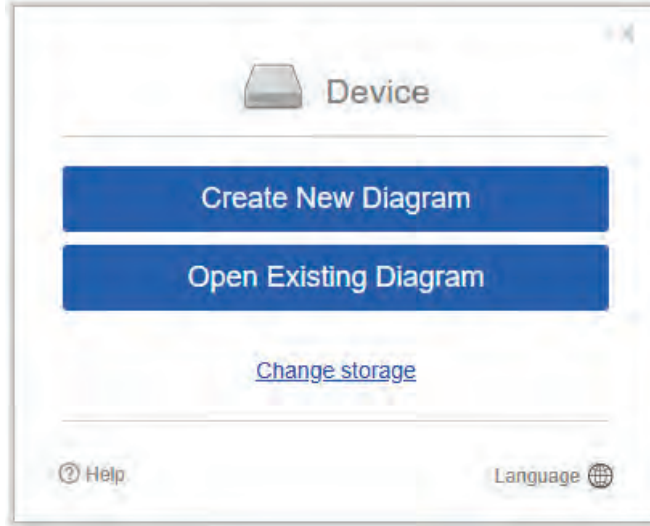 Device
Create New Diagram
Open Existing Diagram
Change storage
Help
Language